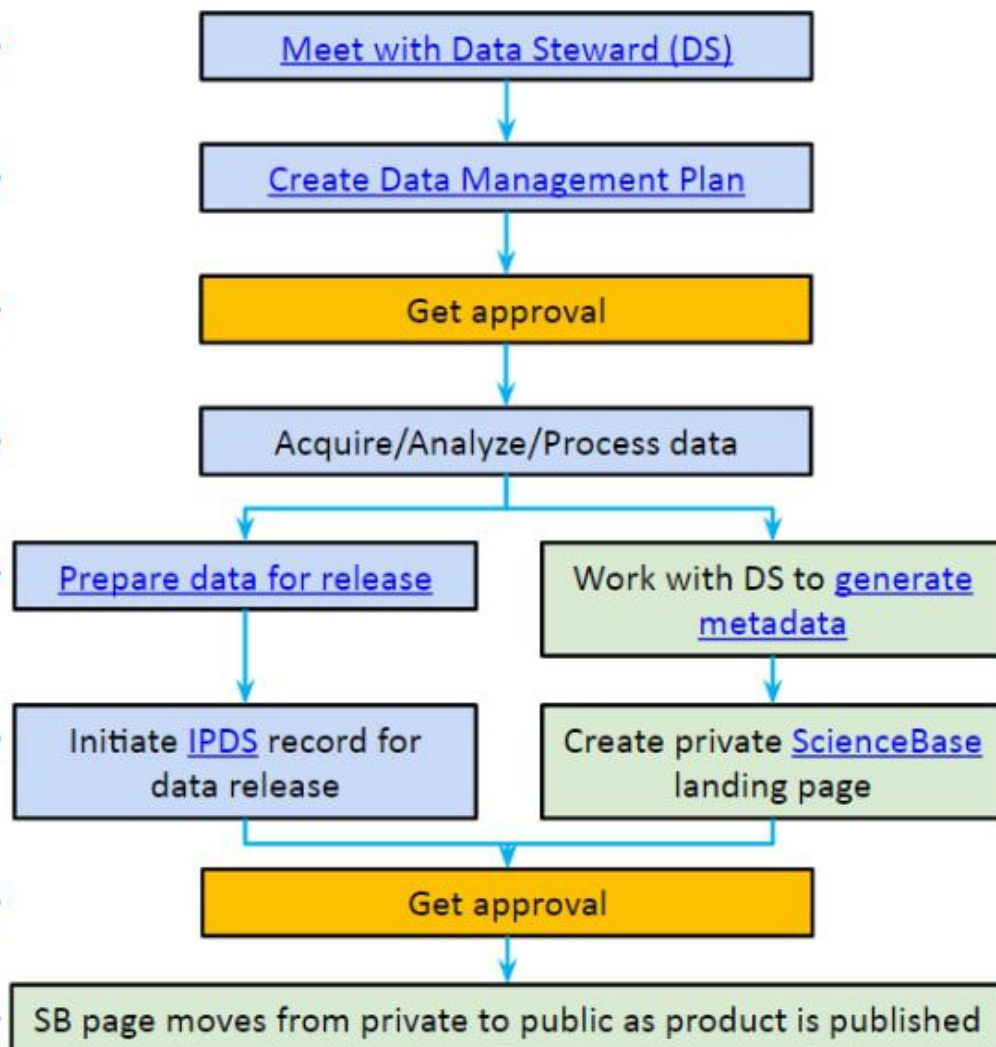 Meet with Data Steward (DS)
Create Data Management Plan
Get approval
Acquire/Analyze/Process data
Prepare data for release
Work with DS to generate
metadata
Initiate IPDS record for
data release
Create private ScienceBase
landing page
Get approval
SB page moves from private to public as product is published